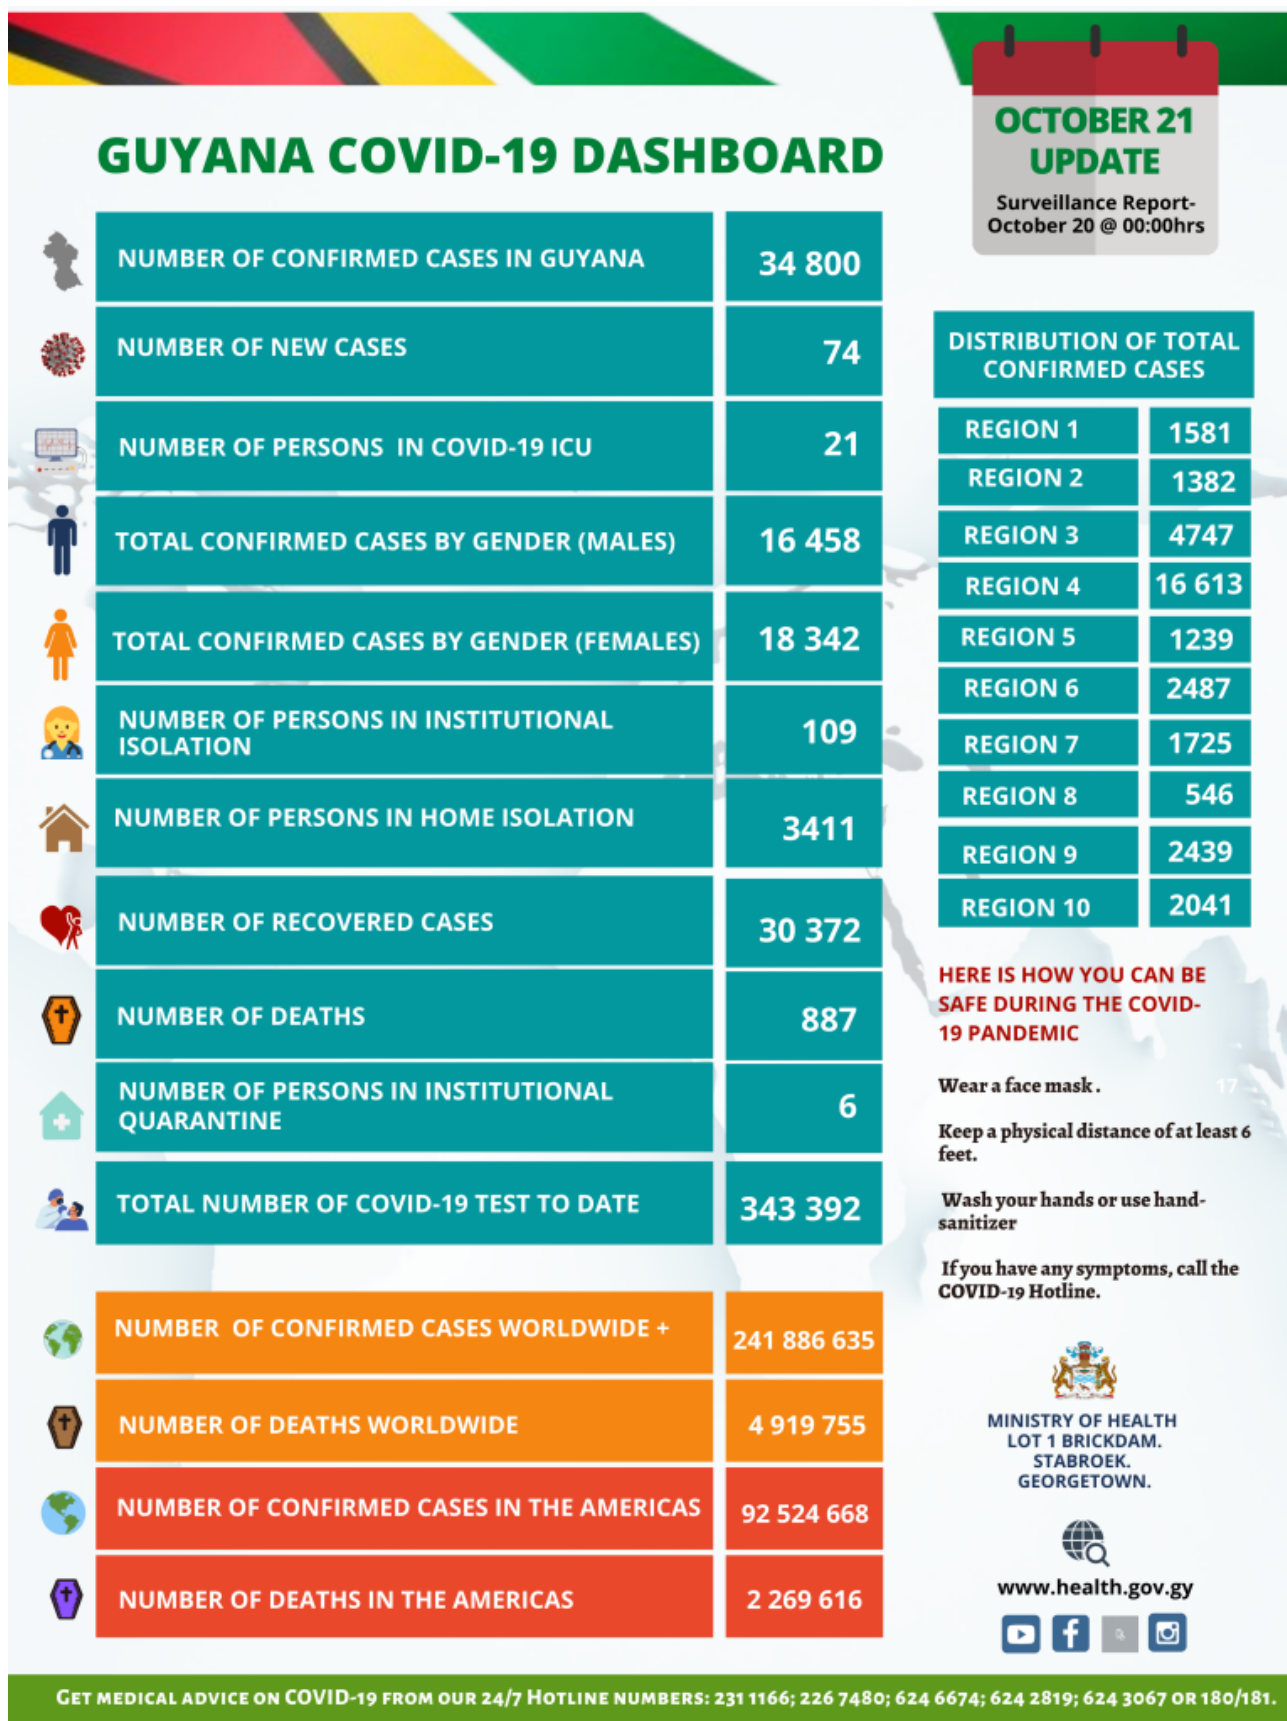 GUYANA COVID-19 DASHBOARD
OCTOBER 21
UPDATE
Surveillance Report-
October 20 @ 00:00hrs
NUMBER OF CONFIRMED CASES IN GUYANA 34 800
NUMBER OF NEW CASES 74
NUMBER OF PERSONS IN COVID-19 ICU 21
TOTAL CONFIRMED CASES BY GENDER (MALES) 16 458
TOTAL CONFIRMED CASES BY GENDER (FEMALES) 18 342
NUMBER OF PERSONS IN INSTITUTIONAL
ISOLATION 109
NUMBER OF PERSONS IN HOME ISOLATION 3411
NUMBER OF RECOVERED CASES 30 372
NUMBER OF DEATHS 887
NUMBER OF PERSONS IN INSTITUTIONAL
QUARANTINE 6
TOTAL NUMBER OF COVID-19 TEST TO DATE 343 392
NUMBER OF CONFIRMED CASES WORLDWIDE + 241 886 635
NUMBER OF DEATHS WORLDWIDE 4 919 755
NUMBER OF CONFIRMED CASES IN THE AMERICAS 92 524 668
NUMBER OF DEATHS IN THE AMERICAS 2 269 616
DISTRIBUTION OF TOTAL
CONFIRMED CASES
REGION 1 1581
REGION 2 1382
REGION 3 4747
REGION 4 16 613
REGION 5 1239
REGION 6 2487
REGION 7 1725
REGION 8 546
REGION 9 2439
REGION 10 2041
HERE IS HOW YOU CAN BE
SAFE DURING THE COVID-
19 PANDEMIC
Wear a face mask . 17
Keep a physical distance of at least 6
feet.
Wash your hands or use hand-
sanitizer
If you have any symptoms, call the
COVID-19 Hotline.
MINISTRY OF HEALTH
LOT 1 BRICKDAM.
STABROEK.
GEORGETOWN.
www.health.gov.gy
GET MEDICAL ADVICE ON COVID-19 FROM OUR 24/7 HOTLINE NUMBERS: 231 1166; 226 7480; 624 6674; 624 2819; 624 3067 OR 180/181.